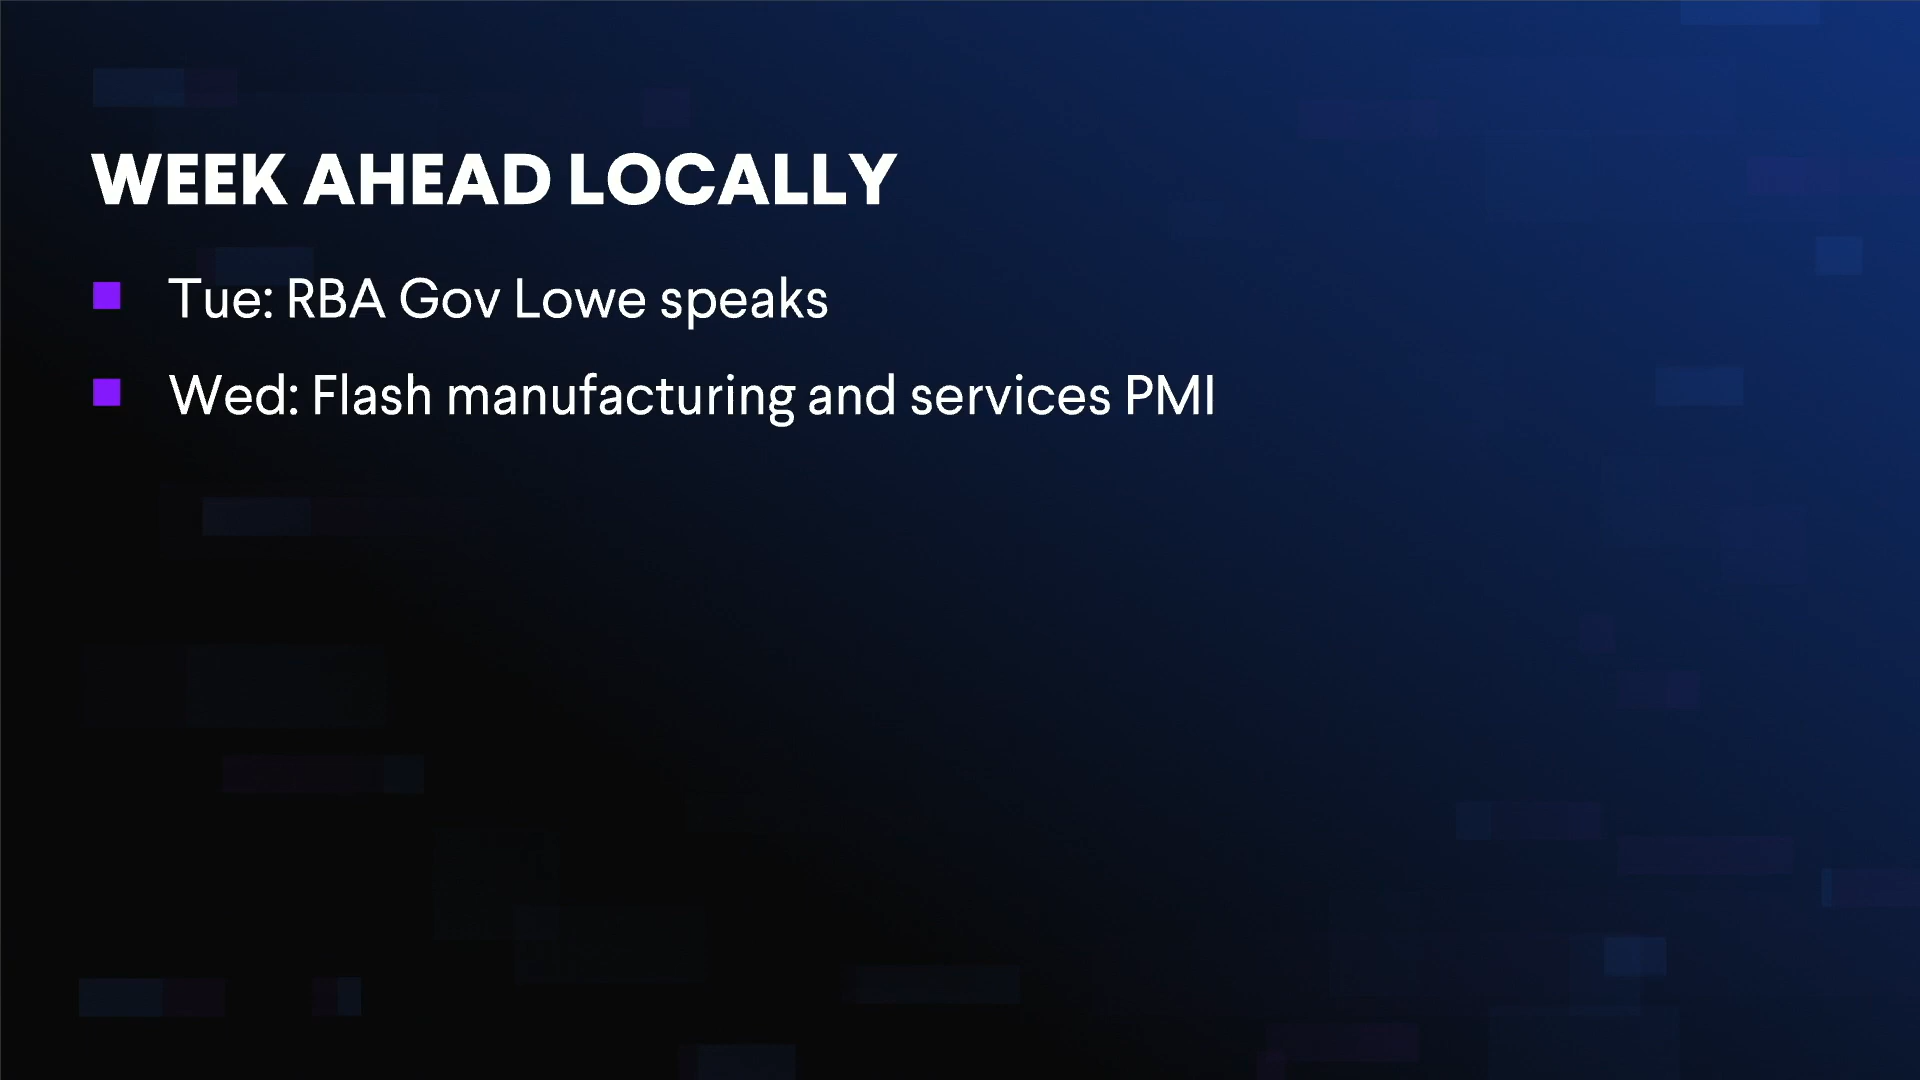 WEEK AHEAD LOCALLY
Tue: RBA Gov Lowe speaks
Wed: Flash manufacturing and services PMI